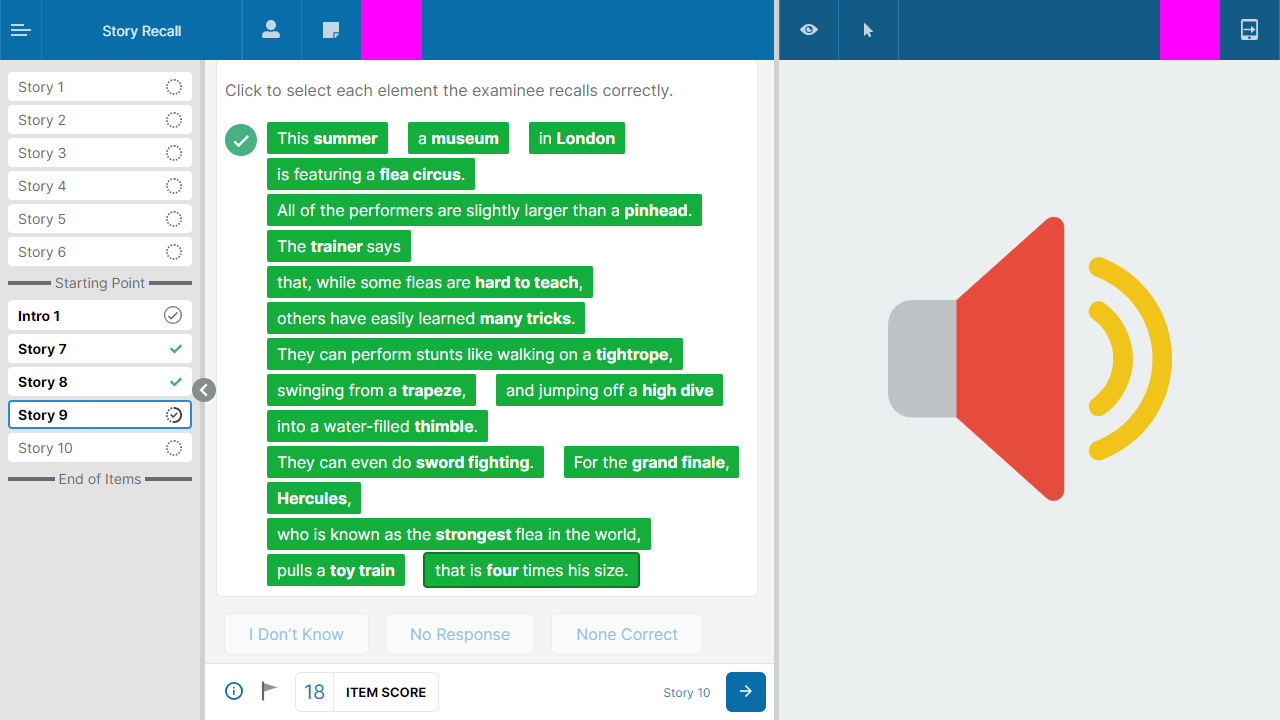 Story Recall
Story 1
Story 2
Story 3
Story 4
Story 5
Story 6
Starting Point
Intro 1
Story 7
Story 8
Story 9
Story 10
End of Items
Click to select each element the examinee recalls correctly.
This summer a museum in London
is featuring a flea circus.
All of the performers are slightly larger than a pinhead.
The trainer says
that, while some fleas are hard to teach,
others have easily learned many tricks.
They can perform stunts like walking on a tightrope,
swinging from a trapeze, and jumping off a high dive
into a water-filled thimble.
They can even do sword fighting. For the grand finale,
Hercules,
who is known as the strongest flea in the world,
pulls a toy train that is four times his size.
I Don’t Know No Response None Correct
18 ITEM SCORE Story 10